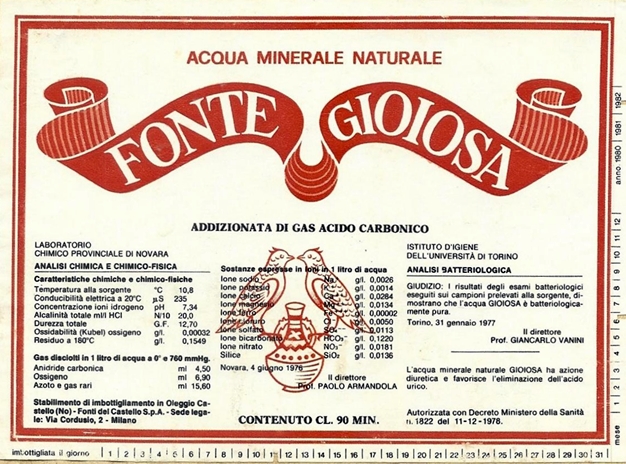 ACQUA MINERALE NATURALE
FONTE GIOIOSA
ADDIZIONATA DI GAS ACIDO CARBONICO
LABORATORIO
CHIMICO PROVINCIALE DI NOVARA
ANALISI CHIMICA E CHIMICO-FISICA
Caratteristiche chimiche e chimico-fisiche
Temperatura alla sorgente °C 10,8
Conducibilità elettrica a 20°C µS 235
Concentrazione ioni idrogeno pH 7,34
Alcalinità totale ml/l HCl N/10 20,0
Durezza totale G.F. 12,70
Ossidabilità (Kubel) ossigeno g/l. 0,00032
Residuo a 180°C g/l. 0,1549
Gas disciolti in 1 litro di acqua a 0° e 760 mmHg.
Anidride carbonica ml 4,50
Ossigeno ml 6,90
Azoto e gas rari ml 15,60
Stabilimento di imbottigliamento in Oleggio Ca-
stello (No) - Fonti del Castello S.p.A. - Sede lega-
le: Via Cordusio, 2 - Milano
Sostanze espresse in ioni in 1 litro di acqua
Ione sodio Na+ g/l. 0,0026
Ione potassio K+ g/l. 0,0014
Ione calcio g/l. 0,0284
Ione magnesio g/l. 0,0134
Ione ferro g/l. 0,00002
Ione cloruro g/l. 0,0050
Ione solfato g/l. 0,0113
Ione bicarbonato HCO₃⁻ g/l. 0,1220
Ione nitrato NO₃⁻ g/l. 0,0181
Silice SiO₂ g/l. 0,0136
Novara, 4 giugno 1976
Il direttore
Prof. PAOLO ARMANDOLA
CONTENUTO CL. 90 MIN.
ISTITUTO D'IGIENE
DELL'UNIVERSITÀ DI TORINO
ANALISI BATTERIOLOGICA
GIUDIZIO: I risultati degli esami batteriologici
eseguiti sui campioni prelevati alla sorgente, di-
mostrano che l'acqua GIOIOSA è batteriologica-
mente pura.
Torino, 31 gennaio 1977
Il direttore
Prof. GIANCARLO VANINI
L'acqua minerale naturale GIOIOSA ha azione
diuretica e favorisce l'eliminazione dell'acido
urico.
Autorizzata con Decreto Ministero della Sanità
n. 1822 del 11-12-1978.
imbottigliata il giorno 1 2 3 4 5 6 7 8 9 10 11 12 13 14 15 16 17 18 19 20 21 22 23 24 25 26 27 28 29 30 31
mese 1 2 3 4 5 6 7 8 9 10 11 12 anno 1980 1981 1982